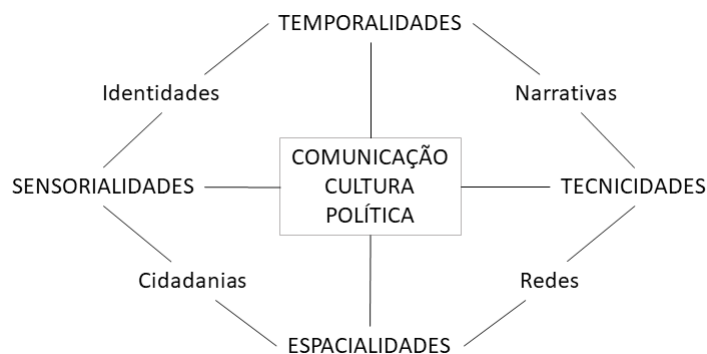 TEMPORALIDADES
Identidades
Narrativas
COMUNICAÇÃO
CULTURA
POLÍTICA
SENSORIALIDADES
TECNICIDADES
Cidadanias
Redes
ESPACIALIDADES